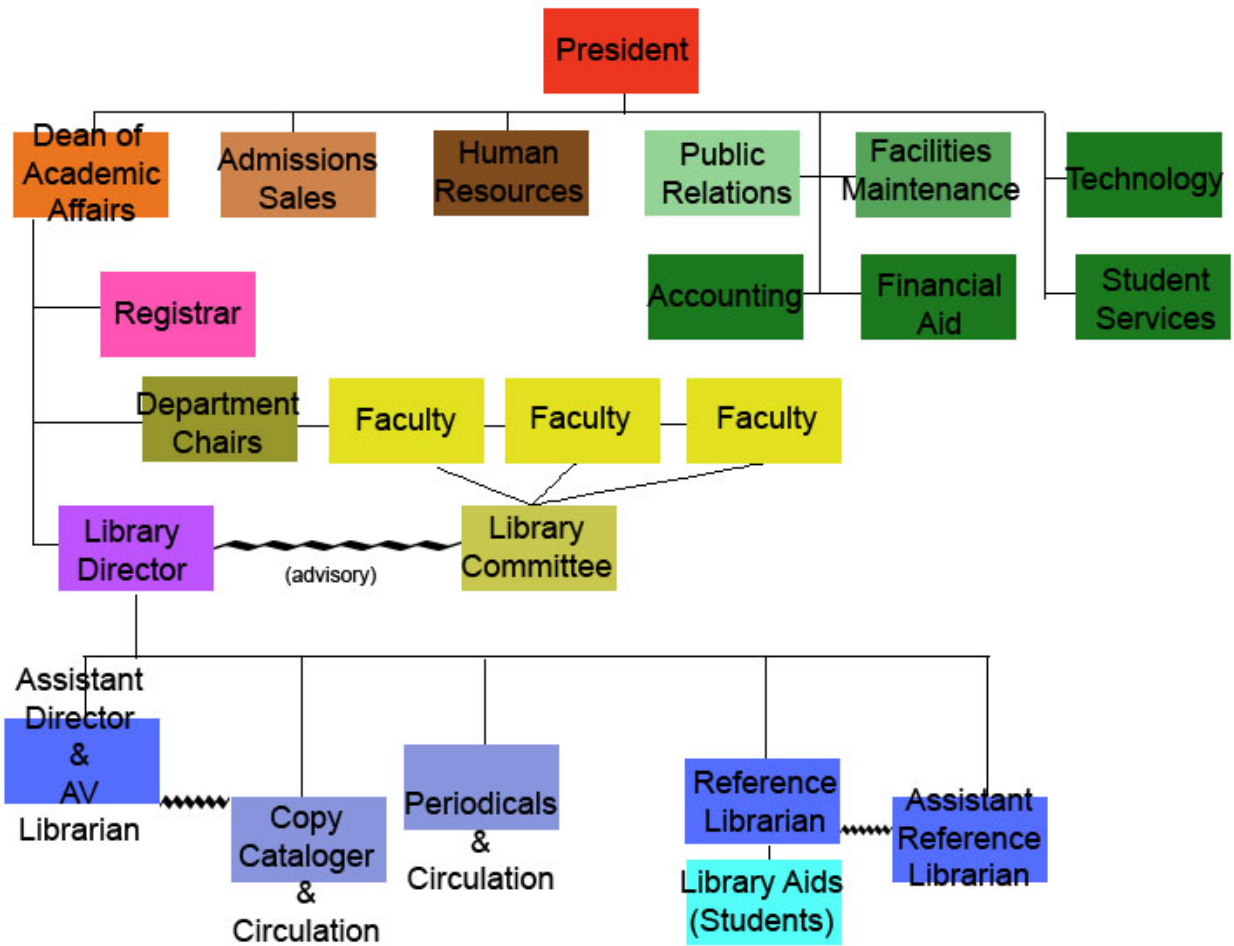 President
Dean of
Academic
Affairs
Admissions
Sales
Human
Resources
Public
Relations
Facilities
Maintenance
Technology
Accounting
Financial
Aid
Student
Services
Registrar
Department
Chairs
Faculty
Faculty
Faculty
Library
Director
(advisory)
Library
Committee
Assistant
Director
&
AV
Librarian
Copy
Cataloger
&
Circulation
Periodicals
&
Circulation
Reference
Librarian
Library Aids
(Students)
Assistant
Reference
Librarian